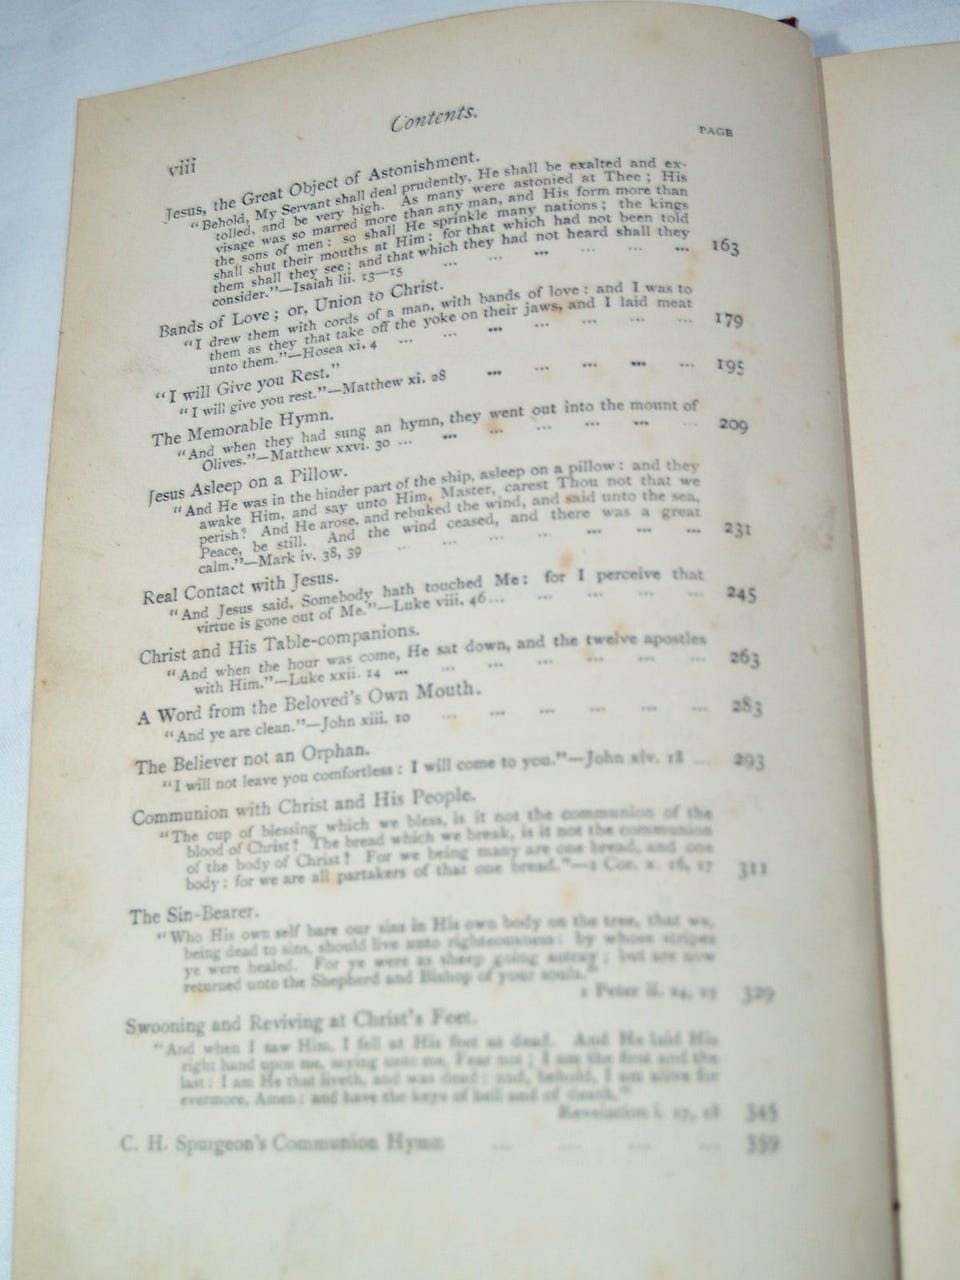 Contents.
viii
PAGE
Jesus, the Great Object of Astonishment.
"Behold, My Servant shall deal prudently, He shall be exalted and ex-
tolled, and be very high. As many were astonied at Thee; His
visage was so marred more than any man, and His form more than
the sons of men: so shall He sprinkle many nations; the kings
shall shut their mouths at Him: for that which had not been told
them shall they see; and that which they had not heard shall they
consider."—Isaiah lii. 13—15 ... ... ... ... ... ... 163
Bands of Love; or, Union to Christ.
"I drew them with cords of a man, with bands of love: and I was to
them as they that take off the yoke on their jaws, and I laid meat
unto them."—Hosea xi. 4 ... ... ... ... ... ... ... 179
"I will Give you Rest."
"I will give you rest."—Matthew xi. 28 ... ... ... ... ... 195
The Memorable Hymn.
"And when they had sung an hymn, they went out into the mount of
Olives."—Matthew xxvi. 30 ... ... ... ... ... ... 209
Jesus Asleep on a Pillow.
"And He was in the hinder part of the ship, asleep on a pillow: and they
awake Him, and say unto Him, Master, carest Thou not that we
perish? And He arose, and rebuked the wind, and said unto the sea,
Peace, be still. And the wind ceased, and there was a great
calm."—Mark iv. 38, 39 ... ... ... ... ... ... ... 231
Real Contact with Jesus.
"And Jesus said, Somebody hath touched Me: for I perceive that
virtue is gone out of Me."—Luke viii. 46... ... ... ... ... 245
Christ and His Table-companions.
"And when the hour was come, He sat down, and the twelve apostles
with Him."—Luke xxii. 14 ... ... ... ... ... ... ... 263
A Word from the Beloved's Own Mouth.
"And ye are clean."—John xiii. 10 ... ... ... ... ... ... 283
The Believer not an Orphan.
"I will not leave you comfortless: I will come to you."—John xiv. 18 ... 293
Communion with Christ and His People.
"The cup of blessing which we bless, is it not the communion of the
blood of Christ? The bread which we break, is it not the communion
of the body of Christ? For we being many are one bread, and one
body: for we are all partakers of that one bread."—1 Cor. x. 16, 17 311
The Sin-Bearer.
"Who His own self bare our sins in His own body on the tree, that we,
being dead to sins, should live unto righteousness: by whose stripes
ye were healed. For ye were as sheep going astray; but are now
returned unto the Shepherd and Bishop of your souls."
1 Peter ii. 24, 25 329
Swooning and Reviving at Christ's Feet.
"And when I saw Him, I fell at His feet as dead. And He laid His
right hand upon me, saying unto me, Fear not; I am the first and the
last: I am He that liveth, and was dead; and, behold, I am alive for
evermore, Amen; and have the keys of hell and of death."
Revelation i. 17, 18 345
C. H. Spurgeon's Communion Hymn ... ... ... ... 359